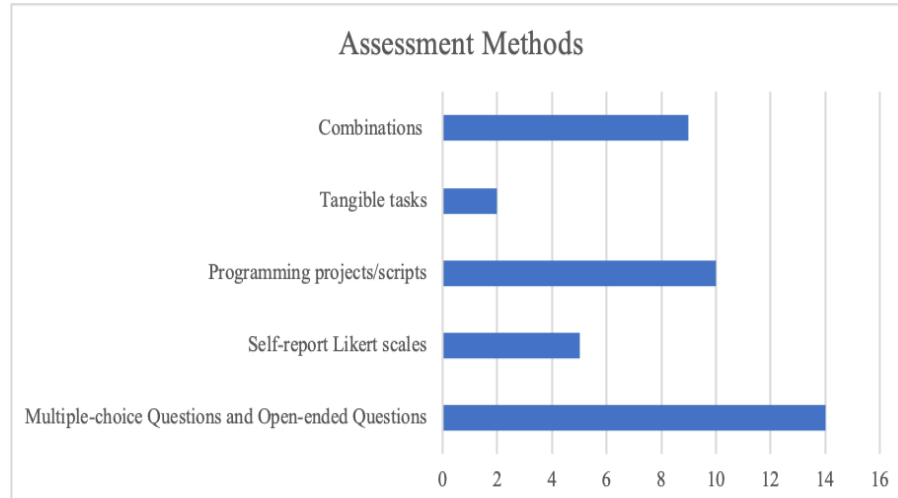 Assessment Methods
Combinations
Tangible tasks
Programming projects/scripts
Self-report Likert scales
Multiple-choice Questions and Open-ended Questions
0 2 4 6 8 10 12 14 16